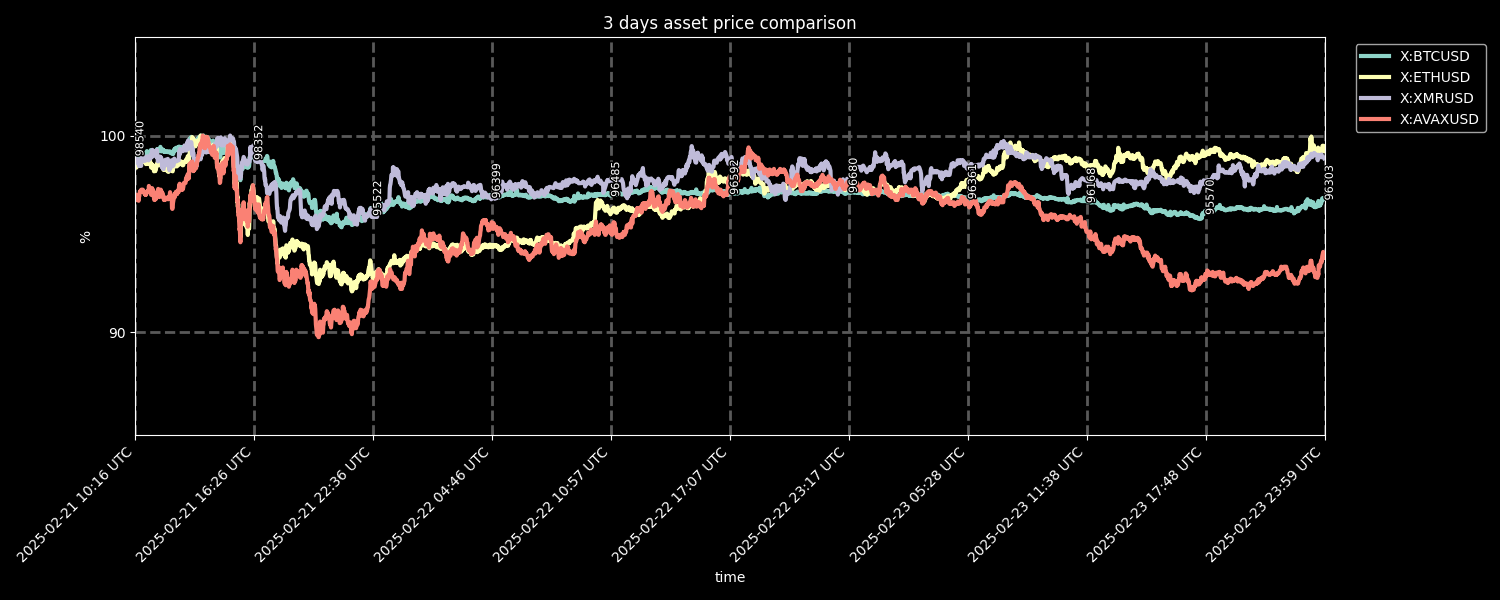 3 days asset price comparison
X:BTCUSD
X:ETHUSD
X:XMRUSD
X:AVAXUSD
100
90
%
98540
98352
95522
96399
96485
96592
96680
96361
96168
95770
96303
2025-02-21 10:16 UTC
2025-02-21 16:26 UTC
2025-02-21 22:36 UTC
2025-02-22 04:46 UTC
2025-02-22 10:57 UTC
2025-02-22 17:07 UTC
2025-02-22 23:17 UTC
2025-02-23 05:28 UTC
2025-02-23 11:38 UTC
2025-02-23 17:48 UTC
2025-02-23 23:59 UTC
time